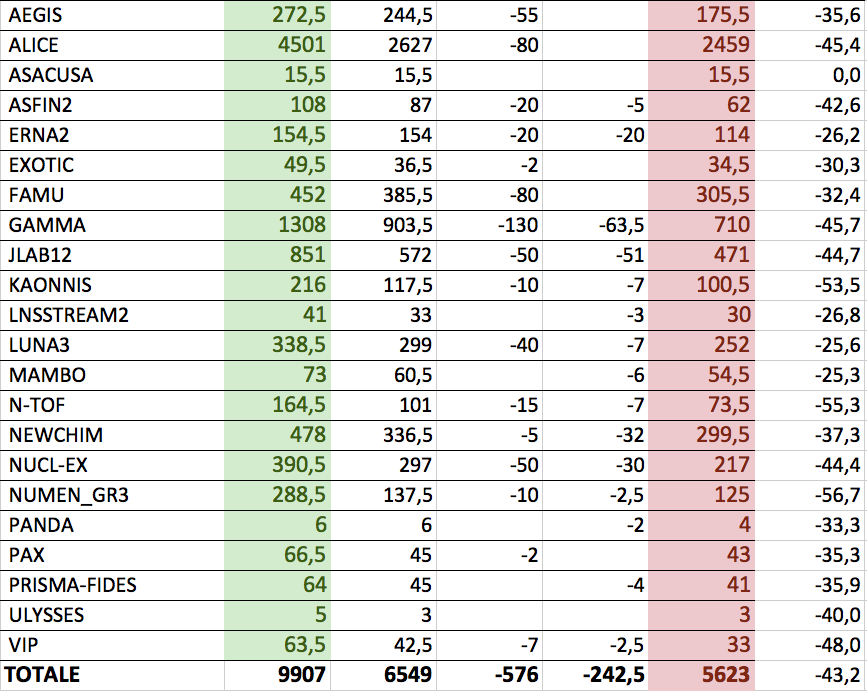 AEGIS 272,5 244,5 -55 175,5 -35,6
ALICE 4501 2627 -80 2459 -45,4
ASACUSA 15,5 15,5 15,5 0,0
ASFIN2 108 87 -20 -5 62 -42,6
ERNA2 154,5 154 -20 -20 114 -26,2
EXOTIC 49,5 36,5 -2 34,5 -30,3
FAMU 452 385,5 -80 305,5 -32,4
GAMMA 1308 903,5 -130 -63,5 710 -45,7
JLAB12 851 572 -50 -51 471 -44,7
KAONNIS 216 117,5 -10 -7 100,5 -53,5
LNSSTREAM2 41 33 -3 30 -26,8
LUNA3 338,5 299 -40 -7 252 -25,6
MAMBO 73 60,5 -6 54,5 -25,3
N-TOF 164,5 101 -15 -7 73,5 -55,3
NEWCHIM 478 336,5 -5 -32 299,5 -37,3
NUCL-EX 390,5 297 -50 -30 217 -44,4
NUMEN_GR3 288,5 137,5 -10 -2,5 125 -56,7
PANDA 6 6 -2 4 -33,3
PAX 66,5 45 -2 43 -35,3
PRISMA-FIDES 64 45 -4 41 -35,9
ULYSSES 5 3 3 -40,0
VIP 63,5 42,5 -7 -2,5 33 -48,0
TOTALE 9907 6549 -576 -242,5 5623 -43,2